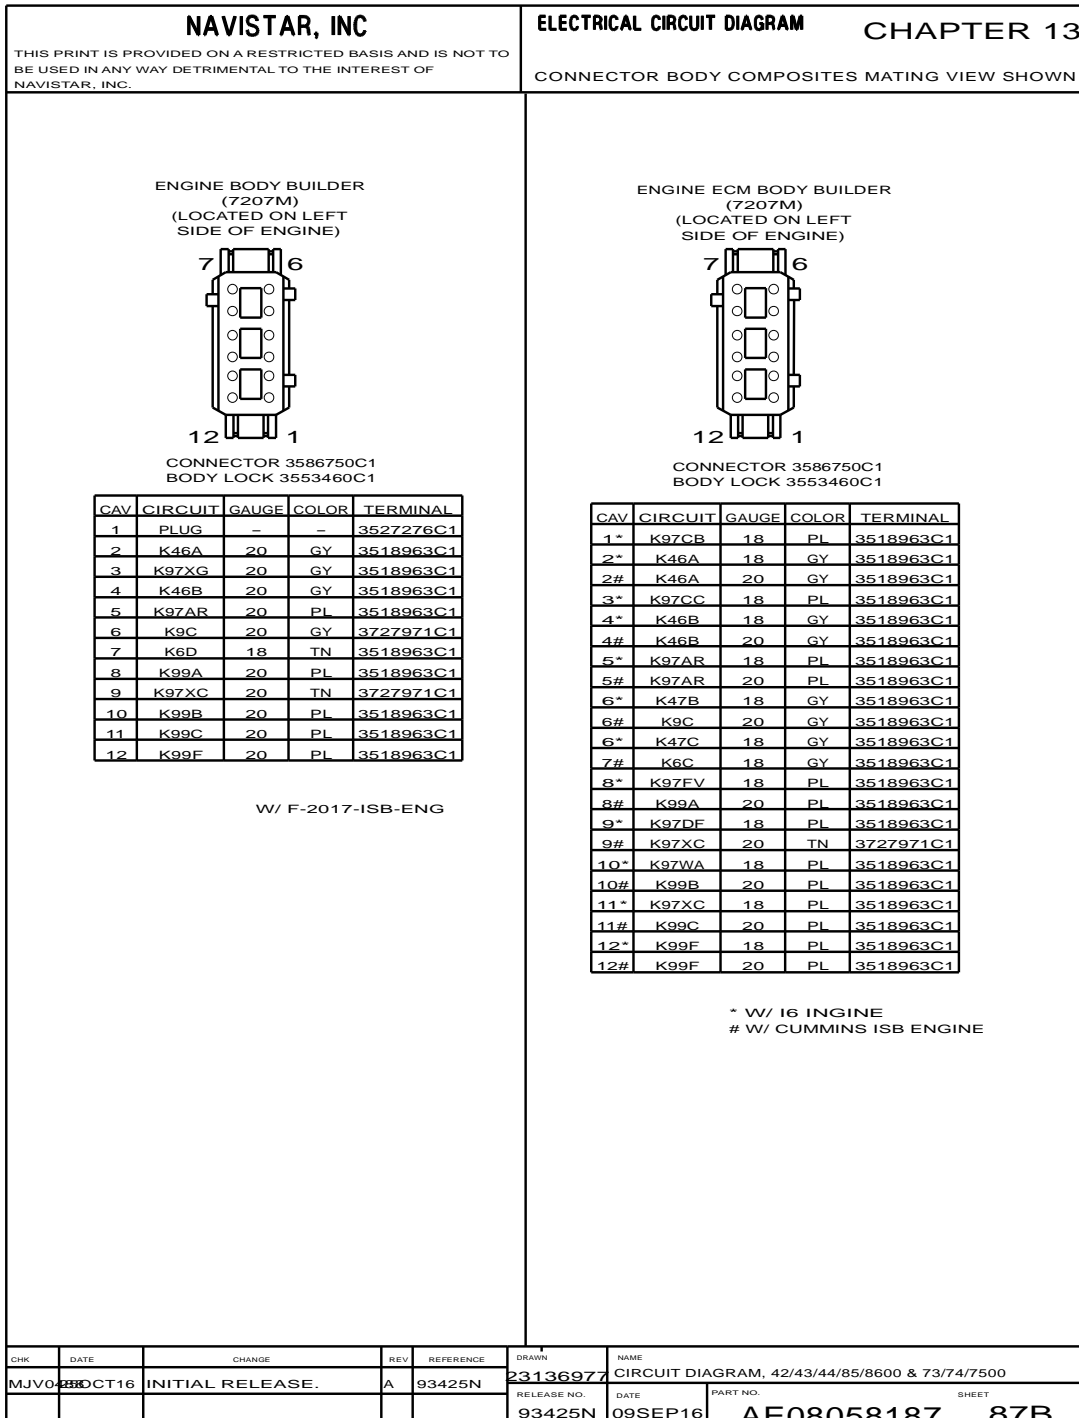 NAVISTAR, INC
THIS PRINT IS PROVIDED ON A RESTRICTED BASIS AND IS NOT TO
BE USED IN ANY WAY DETRIMENTAL TO THE INTEREST OF
NAVISTAR, INC.
ELECTRICAL CIRCUIT DIAGRAM CHAPTER 13
CONNECTOR BODY COMPOSITES MATING VIEW SHOWN
ENGINE BODY BUILDER
(7207M)
(LOCATED ON LEFT
SIDE OF ENGINE)
7 6
12 1
CONNECTOR 3586750C1
BODY LOCK 3553460C1
CAV CIRCUIT GAUGE COLOR TERMINAL
1 PLUG – – 3527276C1
2 K46A 20 GY 3518963C1
3 K97XG 20 GY 3518963C1
4 K46B 20 GY 3518963C1
5 K97AR 20 PL 3518963C1
6 K9C 20 GY 3727971C1
7 K6D 18 TN 3518963C1
8 K99A 20 PL 3518963C1
9 K97XC 20 TN 3727971C1
10 K99B 20 PL 3518963C1
11 K99C 20 PL 3518963C1
12 K99F 20 PL 3518963C1
W/ F-2017-ISB-ENG
ENGINE ECM BODY BUILDER
(7207M)
(LOCATED ON LEFT
SIDE OF ENGINE)
7 6
12 1
CONNECTOR 3586750C1
BODY LOCK 3553460C1
CAV CIRCUIT GAUGE COLOR TERMINAL
1* K97CB 18 PL 3518963C1
2* K46A 18 GY 3518963C1
2# K46A 20 GY 3518963C1
3* K97CC 18 PL 3518963C1
4* K46B 18 GY 3518963C1
4# K46B 20 GY 3518963C1
5* K97AR 18 PL 3518963C1
5# K97AR 20 PL 3518963C1
6* K47B 18 GY 3518963C1
6# K9C 20 GY 3518963C1
6* K47C 18 GY 3518963C1
7# K6C 18 GY 3518963C1
8* K97FV 18 PL 3518963C1
8# K99A 20 PL 3518963C1
9* K97DF 18 PL 3518963C1
9# K97XC 20 TN 3727971C1
10* K97WA 18 PL 3518963C1
10# K99B 20 PL 3518963C1
11* K97XC 18 PL 3518963C1
11# K99C 20 PL 3518963C1
12* K99F 18 PL 3518963C1
12# K99F 20 PL 3518963C1
* W/ I6 INGINE
# W/ CUMMINS ISB ENGINE
CHK DATE CHANGE REV REFERENCE
INITIAL RELEASE. A 93425N
DRAWN
23136977
NAME
CIRCUIT DIAGRAM, 42/43/44/85/8600 & 73/74/7500
RELEASE NO. DATE PART NO. SHEET
93425N 09SEP16 AE08058187 87B